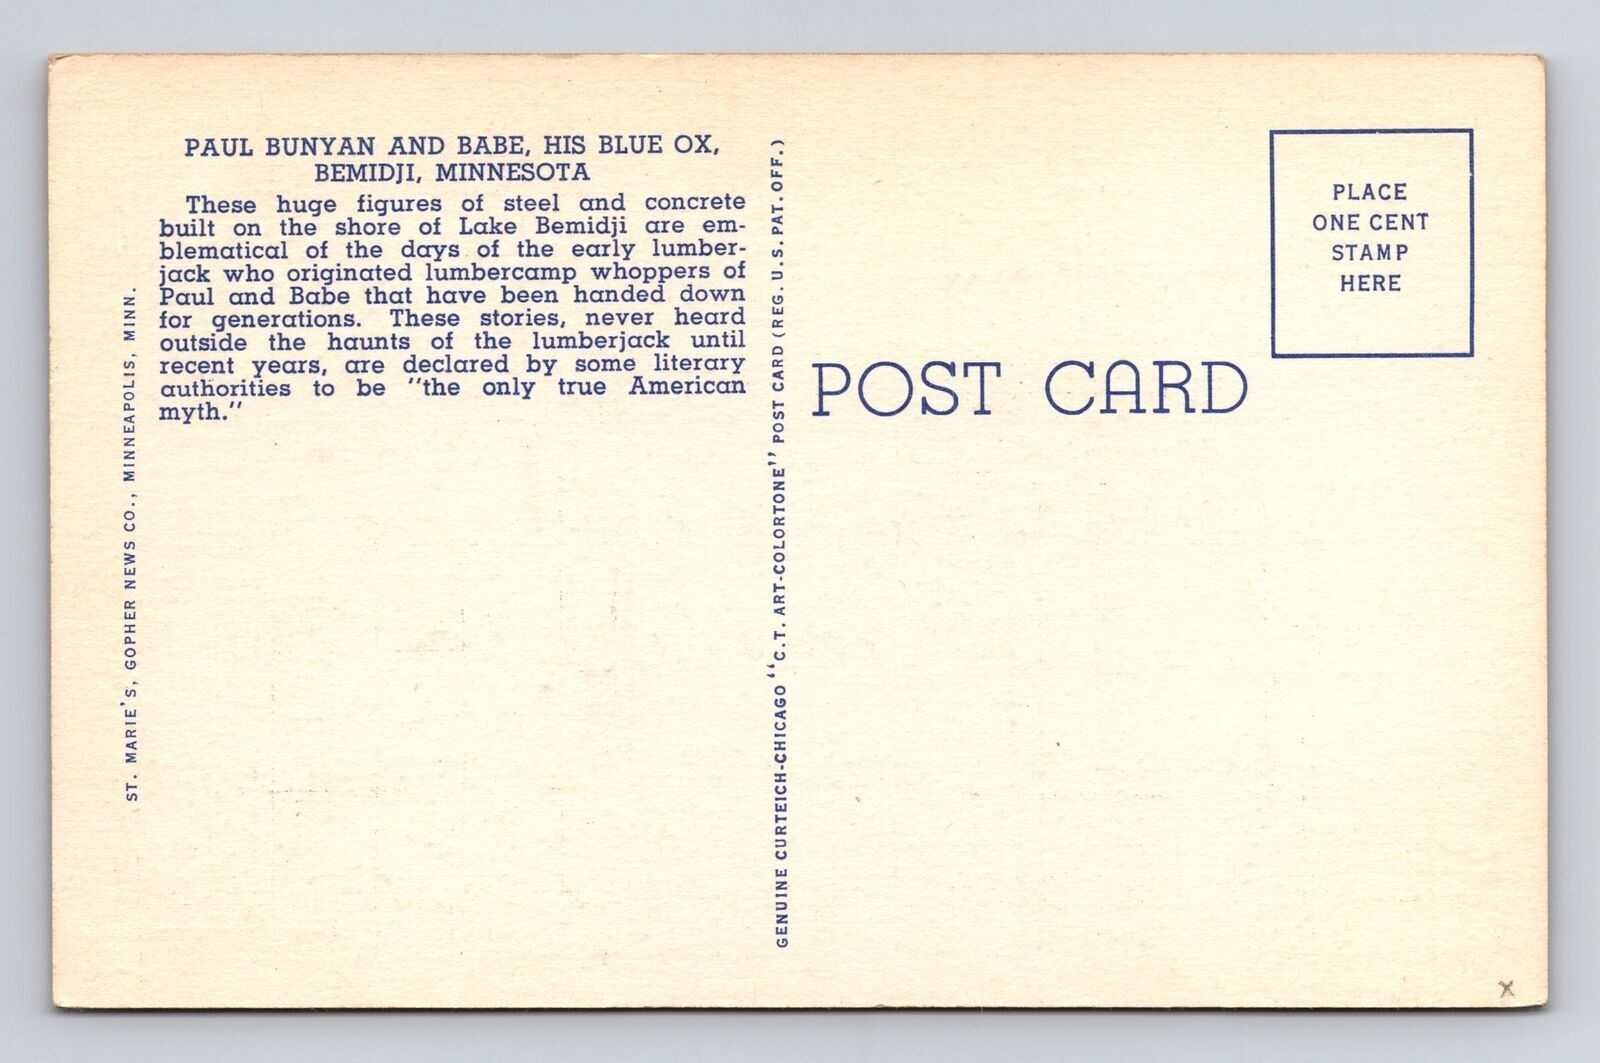 PAUL BUNYAN AND BABE, HIS BLUE OX,
BEMIDJI, MINNESOTA
These huge figures of steel and concrete
built on the shore of Lake Bemidji are em-
blematical of the days of the early lumber-
jack who originated lumbercamp whoppers of
Paul and Babe that have been handed down
for generations. These stories, never heard
outside the haunts of the lumberjack until
recent years, are declared by some literary
authorities to be "the only true American
myth."
ST. MARIE'S, GOPHER NEWS CO., MINNEAPOLIS, MINN.
GENUINE CURTEICH-CHICAGO "C.T. ART-COLORTONE" POST CARD (REG. U.S. PAT. OFF.)
POST CARD
PLACE
ONE CENT
STAMP
HERE
x